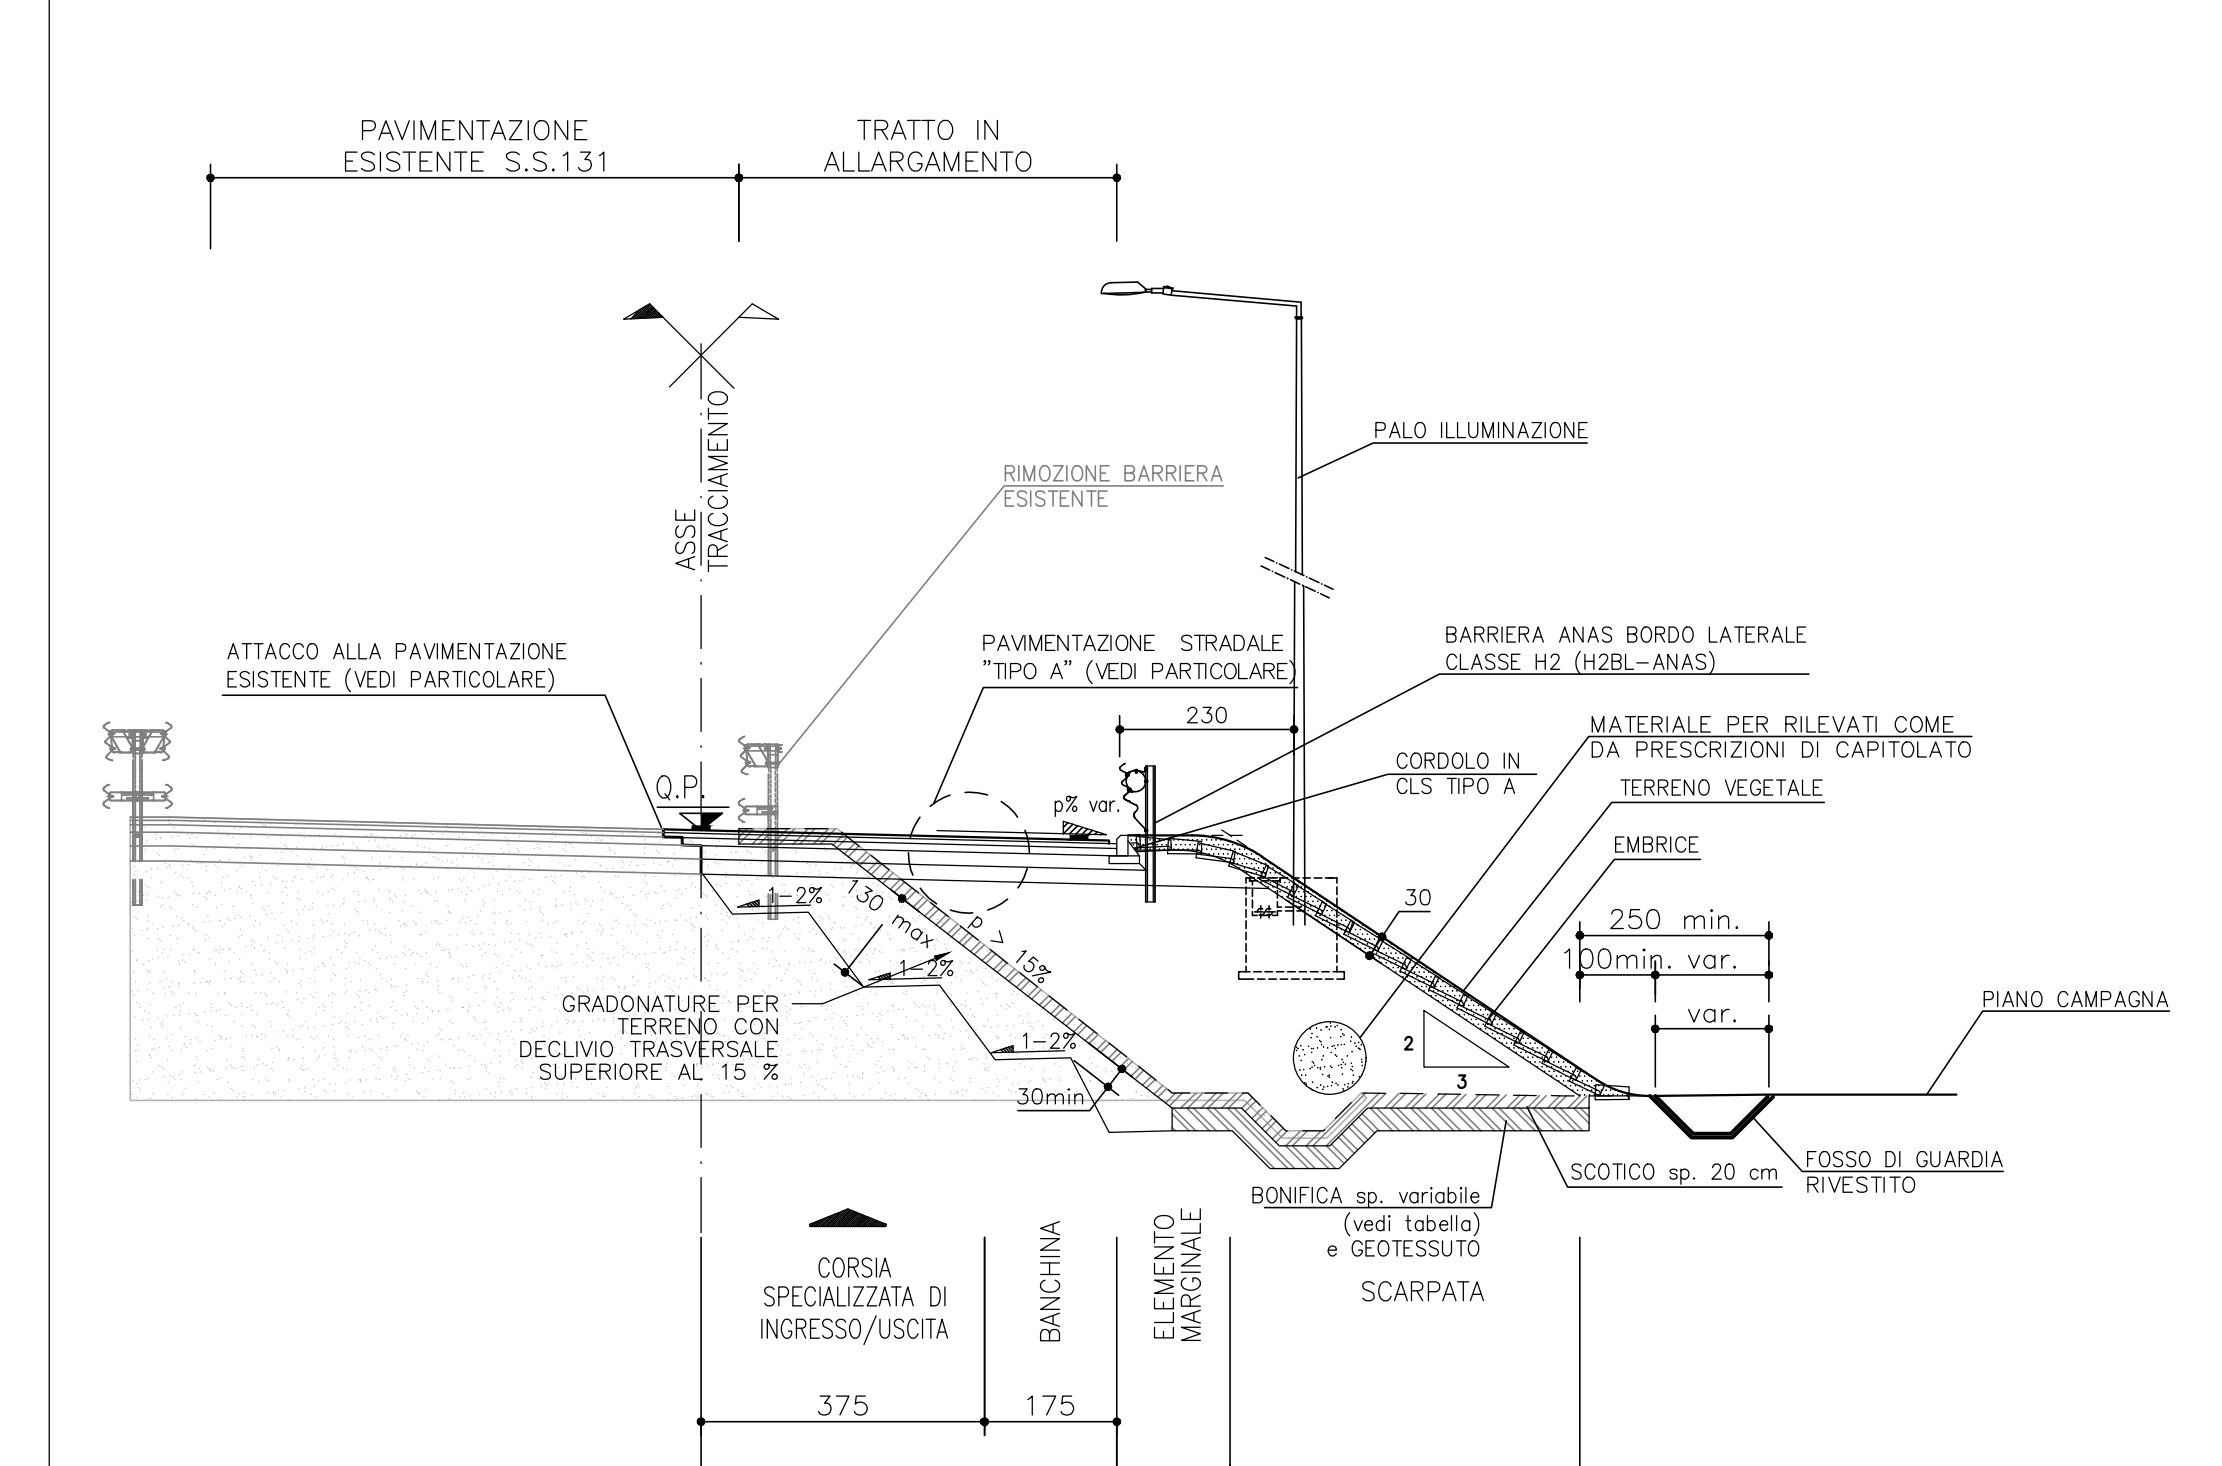 PAVIMENTAZIONE
ESISTENTE S.S.131
TRATTO IN
ALLARGAMENTO
ASSE
TRACCIAMENTO
PALO ILLUMINAZIONE
RIMOZIONE BARRIERA
ESISTENTE
ATTACCO ALLA PAVIMENTAZIONE
ESISTENTE (VEDI PARTICOLARE)
PAVIMENTAZIONE STRADALE
"TIPO A" (VEDI PARTICOLARE)
BARRIERA ANAS BORDO LATERALE
CLASSE H2 (H2BL-ANAS)
230
MATERIALE PER RILEVATI COME
DA PRESCRIZIONI DI CAPITOLATO
CORDOLO IN
CLS TIPO A
TERRENO VEGETALE
Q.P.
p% var.
EMBRICE
1-2%
130 max
p > 15%
30
1-2%
250 min.
100min. var.
var.
PIANO CAMPAGNA
GRADONATURE PER
TERRENO CON
DECLIVIO TRASVERSALE
SUPERIORE AL 15 %
1-2%
30min
2
3
FOSSO DI GUARDIA
RIVESTITO
SCOTICO sp. 20 cm
BONIFICA sp. variabile
(vedi tabella)
e GEOTESSUTO
CORSIA
SPECIALIZZATA DI
INGRESSO/USCITA
BANCHINA
ELEMENTO
MARGINALE
SCARPATA
375
175